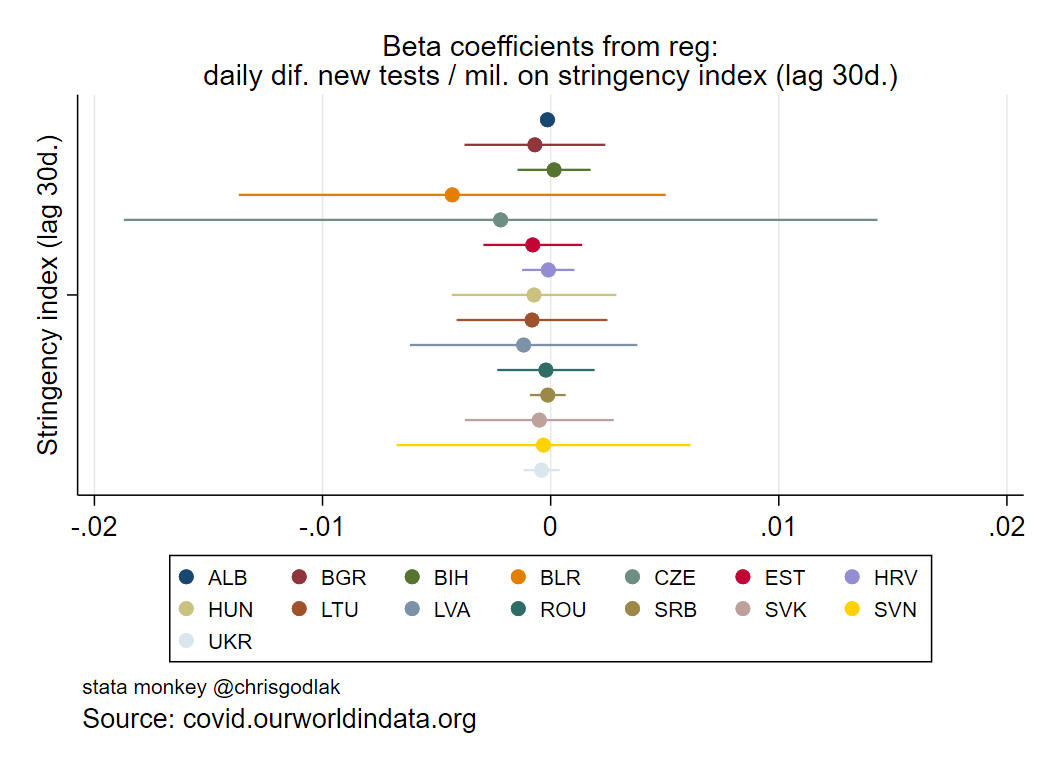 Beta coefficients from reg:
daily dif. new tests / mil. on stringency index (lag 30d.)
Stringency index (lag 30d.)
-.02 -.01 0 .01 .02
ALB BGR BIH BLR CZE EST HRV
HUN LTU LVA ROU SRB SVK SVN
UKR
stata monkey @chrisgodlak
Source: covid.ourworldindata.org